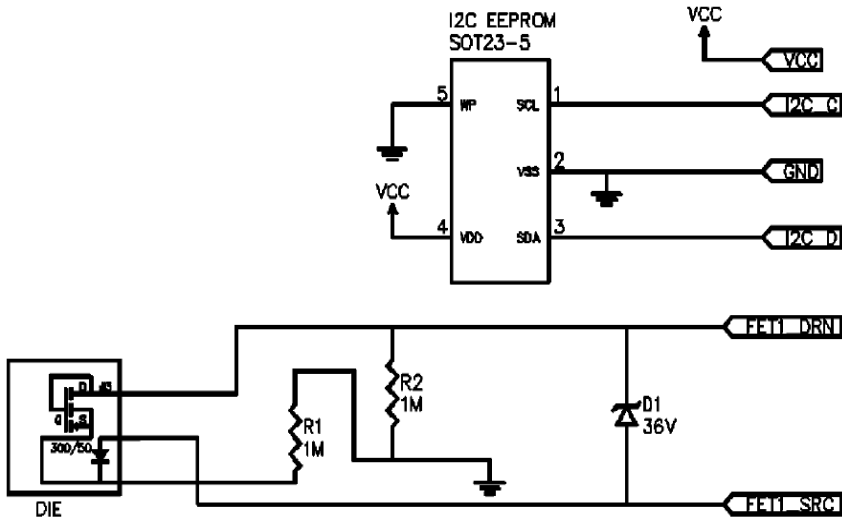 I2C EEPROM
SOT23-5
VCC
VCC
5
WP
SCL
1
I2C_C
VSS
2
GND
VCC
4
VDD
SDA
3
I2C_D
FET1_DRN
D
G
S
300/50
R1
1M
R2
1M
D1
36V
DIE
FET1_SRC